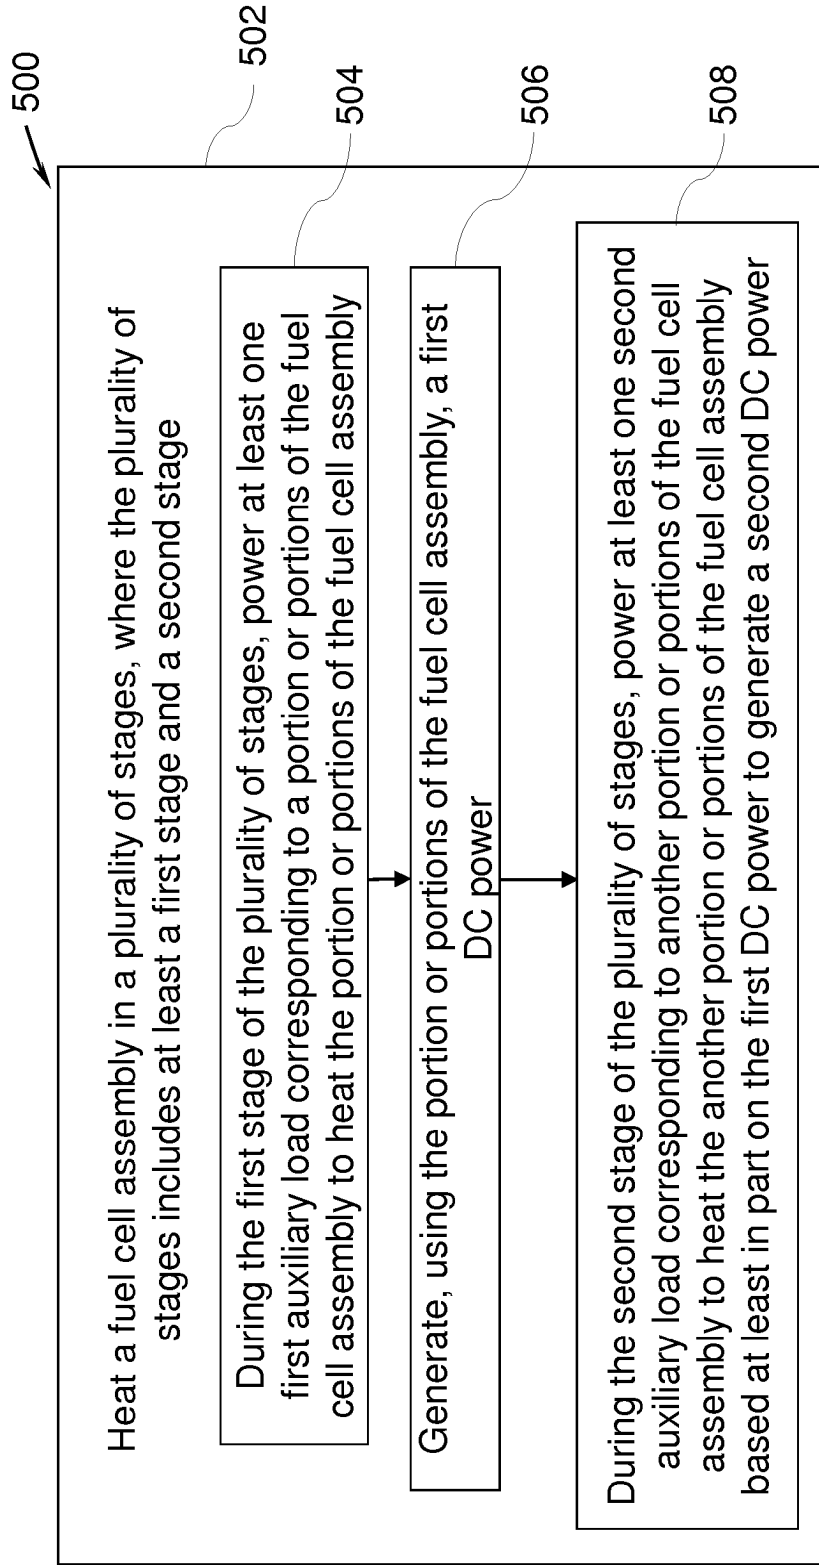 500
502
Heat a fuel cell assembly in a plurality of stages, where the plurality of
stages includes at least a first stage and a second stage
504
During the first stage of the plurality of stages, power at least one
first auxiliary load corresponding to a portion or portions of the fuel
cell assembly to heat the portion or portions of the fuel cell assembly
506
Generate, using the portion or portions of the fuel cell assembly, a first
DC power
508
During the second stage of the plurality of stages, power at least one second
auxiliary load corresponding to another portion or portions of the fuel cell
assembly to heat the another portion or portions of the fuel cell assembly
based at least in part on the first DC power to generate a second DC power